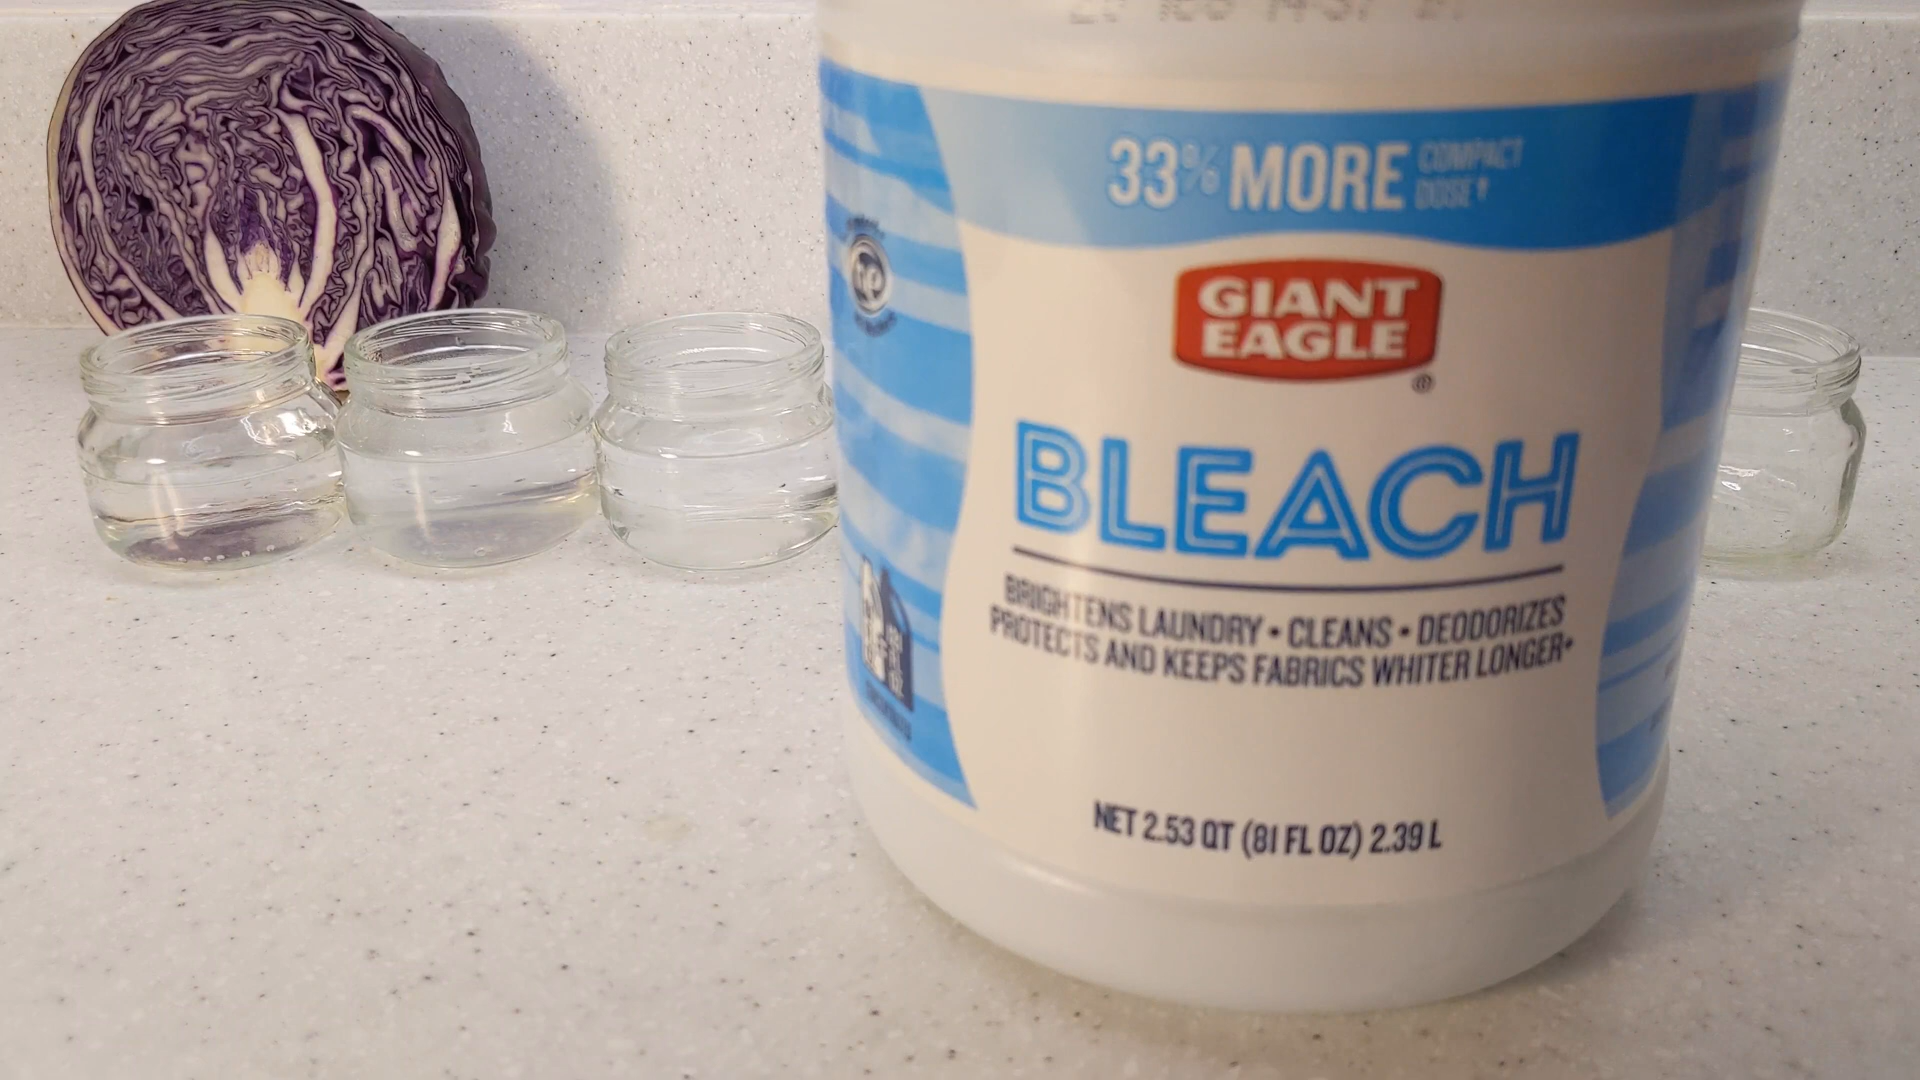 33% MORE COMPACT
DOSE†
GIANT
EAGLE
®
BLEACH
BRIGHTENS LAUNDRY • CLEANS • DEODORIZES
PROTECTS AND KEEPS FABRICS WHITER LONGER*
NET 2.53 QT (81 FL OZ) 2.39 L